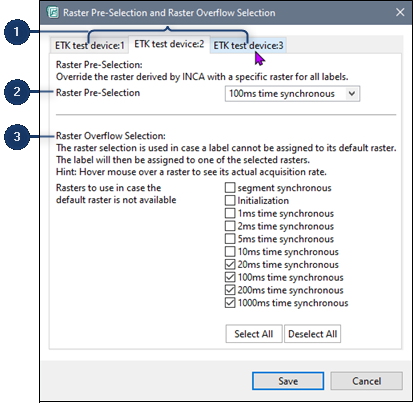 Raster Pre-Selection and Raster Overflow Selection
1
ETK test device:1 ETK test device:2 ETK test device:3
Raster Pre-Selection:
Override the raster derived by INCA with a specific raster for all labels.
2
Raster Pre-Selection 100ms time synchronous
3
Raster Overflow Selection:
The raster selection is used in case a label cannot be assigned to its default raster.
The label will then be assigned to one of the selected rasters.
Hint: Hover mouse over a raster to see its actual acquisition rate.
Rasters to use in case the
default raster is not available
segment synchronous
Initialization
1ms time synchronous
2ms time synchronous
5ms time synchronous
10ms time synchronous
20ms time synchronous
100ms time synchronous
200ms time synchronous
1000ms time synchronous
Select All Deselect All
Save Cancel